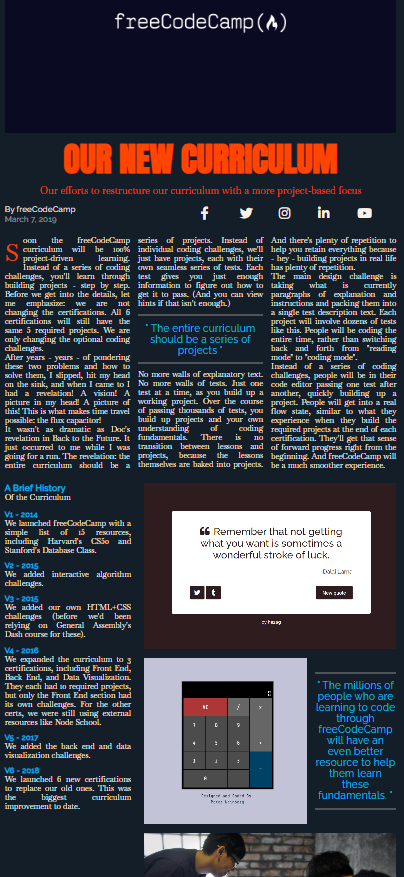 freeCodeCamp(🔥)
OUR NEW CURRICULUM
Our efforts to restructure our curriculum with a more project-based focus
By freeCodeCamp
March 7, 2019
Soon the freeCodeCamp
curriculum will be 100%
project-driven learning.
Instead of a series of coding
challenges, you'll learn through
building projects - step by step.
Before we get into the details, let
me emphasize: we are not
changing the certifications. All 6
certifications will still have the
same 5 required projects. We are
only changing the optional coding
challenges.
After years - years - of pondering
these two problems and how to
solve them, I slipped, hit my head
on the sink, and when I came to I
had a revelation! A vision! A
picture in my head! A picture of
this! This is what makes time travel
possible: the flux capacitor!
It wasn't as dramatic as Doc's
revelation in Back to the Future. It
just occurred to me while I was
going for a run. The revelation: the
entire curriculum should be a
series of projects. Instead of
individual coding challenges, we'll
just have projects, each with their
own seamless series of tests. Each
test gives you just enough
information to figure out how to
get it to pass. (And you can view
hints if that isn't enough.)
" The entire curriculum
should be a series of
projects "
No more walls of explanatory text.
No more walls of tests. Just one
test at a time, as you build up a
working project. Over the course
of passing thousands of tests, you
build up projects and your own
understanding of coding
fundamentals. There is no
transition between lessons and
projects, because the lessons
themselves are baked into projects.
And there's plenty of repetition to
help you retain everything because
- hey - building projects in real life
has plenty of repetition.
The main design challenge is
taking what is currently
paragraphs of explanation and
instructions and packing them into
a single test description text. Each
project will involve dozens of tests
like this. People will be coding the
entire time, rather than switching
back and forth from "reading
mode" to "coding mode".
Instead of a series of coding
challenges, people will be in their
code editor passing one test after
another, quickly building up a
project. People will get into a real
flow state, similar to what they
experience when they build the
required projects at the end of each
certification. They'll get that sense
of forward progress right from the
beginning. And freeCodeCamp will
be a much smoother experience.
A Brief History
Of the Curriculum
V1 - 2014
We launched freeCodeCamp with a
simple list of 15 resources,
including Harvard's CS50 and
Stanford's Database Class.
V2 - 2015
We added interactive algorithm
challenges.
V3 - 2015
We added our own HTML+CSS
challenges (before we'd been
relying on General Assembly's
Dash course for these).
V4 - 2016
We expanded the curriculum to 3
certifications, including Front End,
Back End, and Data Visualization.
They each had 10 required projects,
but only the Front End section had
its own challenges. For the other
certs, we were still using external
resources like Node School.
V5 - 2017
We added the back end and data
visualization challenges.
V6 - 2018
We launched 6 new certifications
to replace our old ones. This was
the biggest curriculum
improvement to date.
“ Remember that not getting
what you want is sometimes a
wonderful stroke of luck.
- Dalai Lama
New quote
by hezag
AC / x
7 8 9 -
4 5 6 +
1 2 3 =
0 .
0
Designed and Coded By
Peter Weinberg
" The millions of
people who are
learning to code
through
freeCodeCamp
will have an
even better
resource to help
them learn
these
fundamentals. "